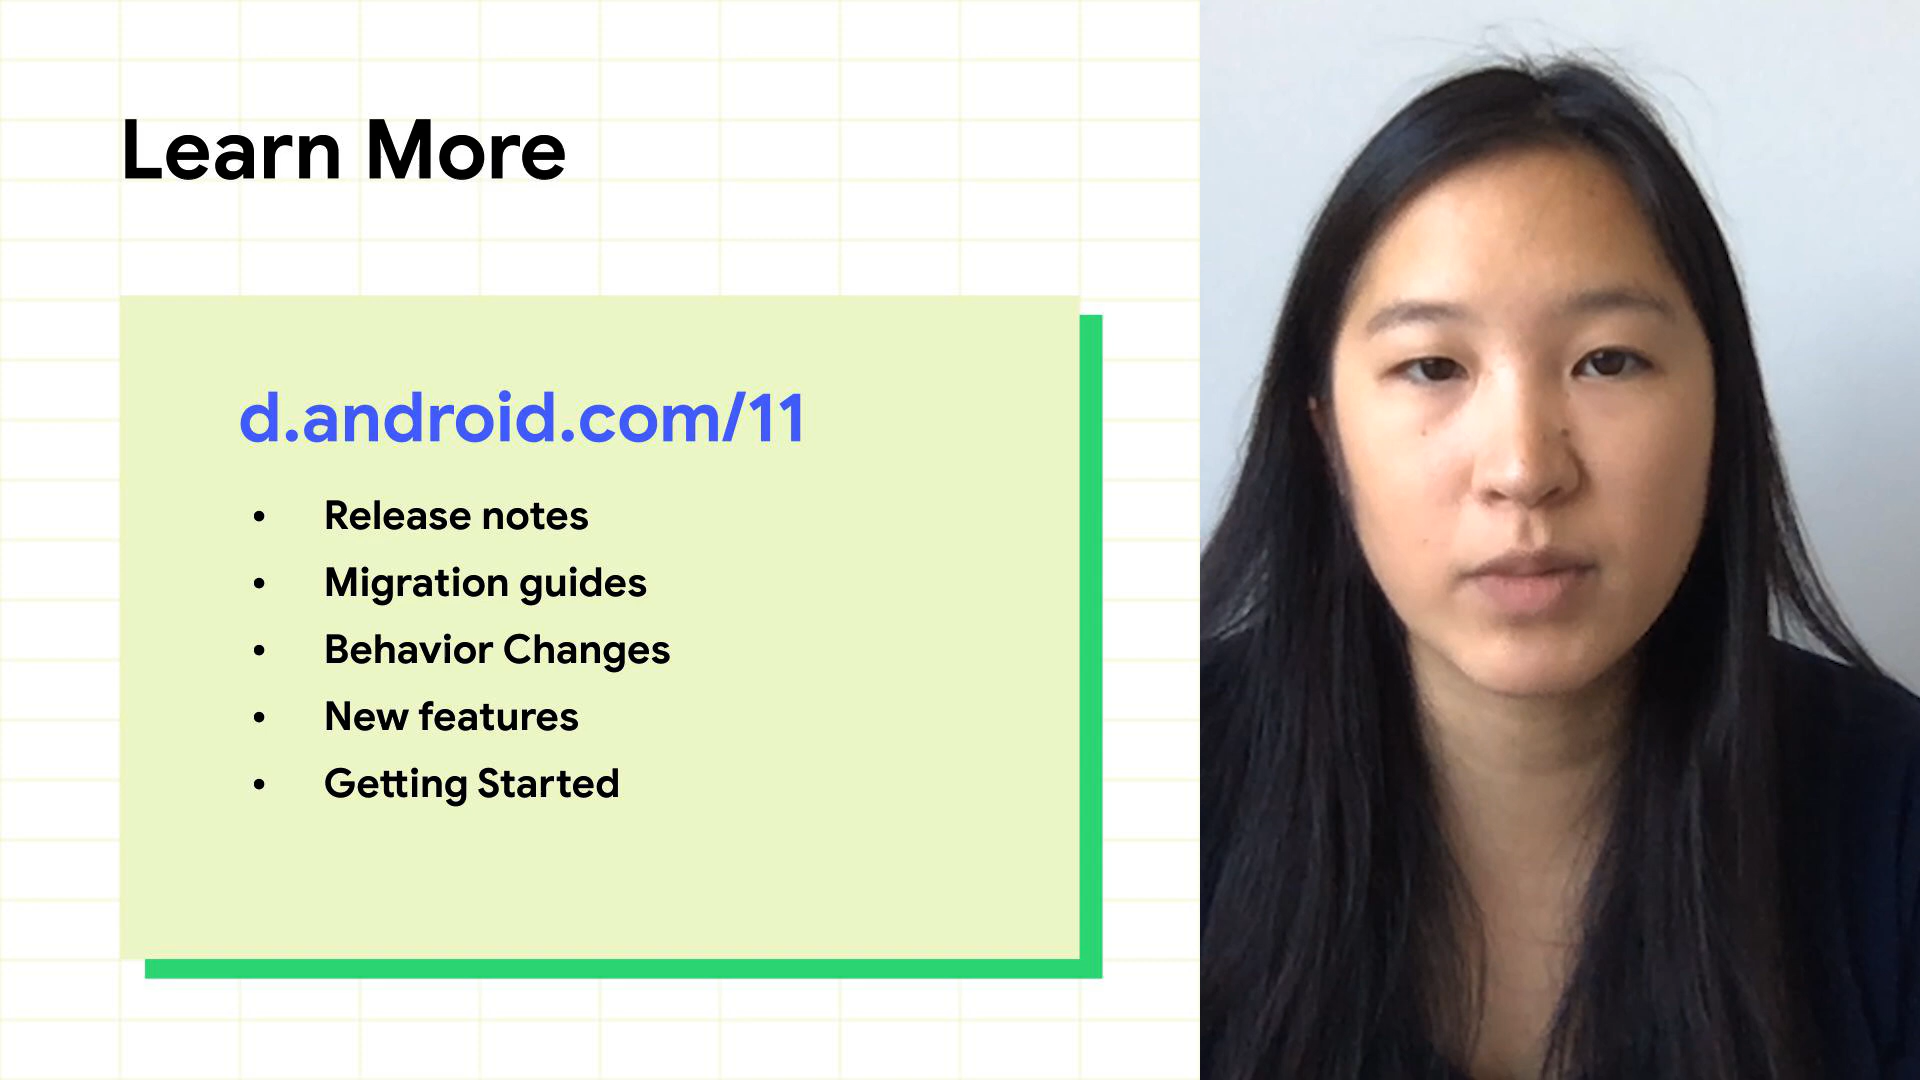 Learn More
d.android.com/11
• Release notes
• Migration guides
• Behavior Changes
• New features
• Getting Started